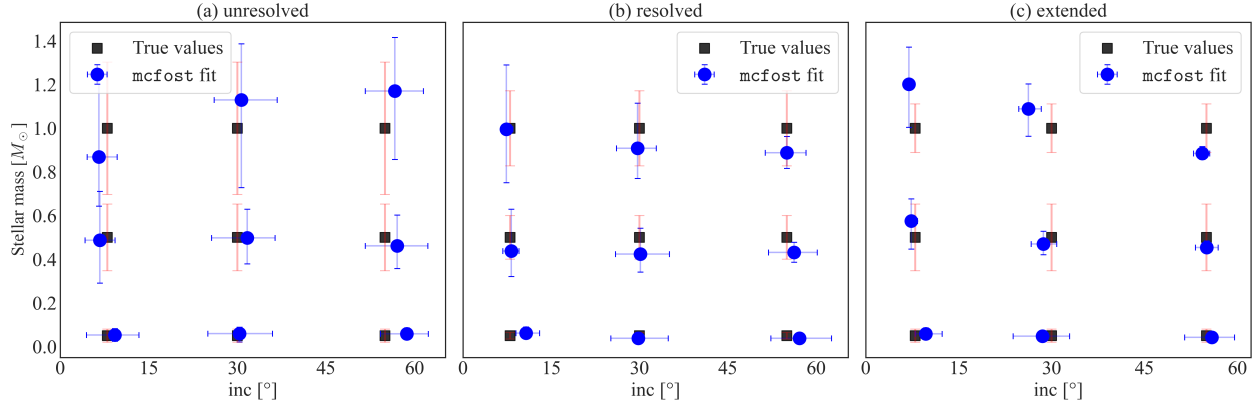 (a) unresolved
(b) resolved
(c) extended
True values
mcfost fit
True values
mcfost fit
True values
mcfost fit
Stellar mass [M⊙]
1.4
1.2
1.0
0.8
0.6
0.4
0.2
0.0
0 15 30 45 60
0 15 30 45 60
0 15 30 45 60
inc [°]
inc [°]
inc [°]